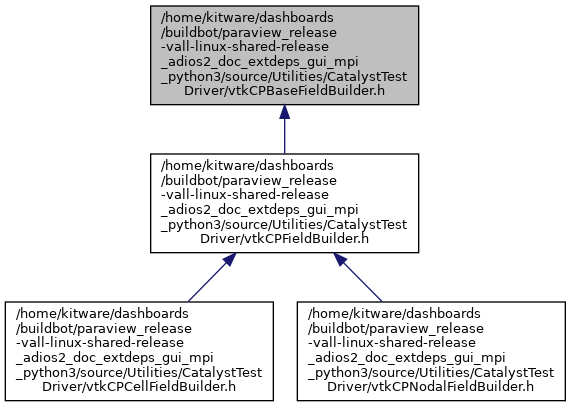 /home/kitware/dashboards
/buildbot/paraview_release
-vall-linux-shared-release
_adios2_doc_extdeps_gui_mpi
_python3/source/Utilities/CatalystTest
Driver/vtkCPBaseFieldBuilder.h
/home/kitware/dashboards
/buildbot/paraview_release
-vall-linux-shared-release
_adios2_doc_extdeps_gui_mpi
_python3/source/Utilities/CatalystTest
Driver/vtkCPFieldBuilder.h
/home/kitware/dashboards
/buildbot/paraview_release
-vall-linux-shared-release
_adios2_doc_extdeps_gui_mpi
_python3/source/Utilities/CatalystTest
Driver/vtkCPCellFieldBuilder.h
/home/kitware/dashboards
/buildbot/paraview_release
-vall-linux-shared-release
_adios2_doc_extdeps_gui_mpi
_python3/source/Utilities/CatalystTest
Driver/vtkCPNodalFieldBuilder.h